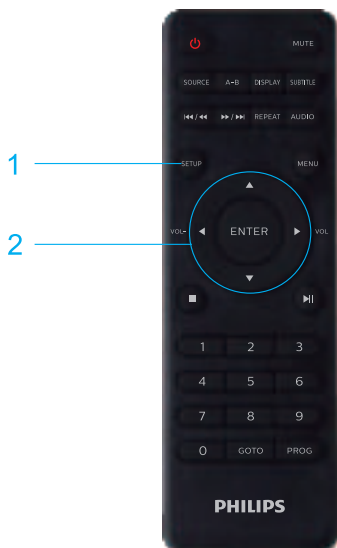 MUTE
SOURCE A-B DISPLAY SUBTITLE
REPEAT AUDIO
1
SETUP MENU
VOL- ENTER VOL
2
1 2 3
4 5 6
7 8 9
0 GOTO PROG
PHILIPS